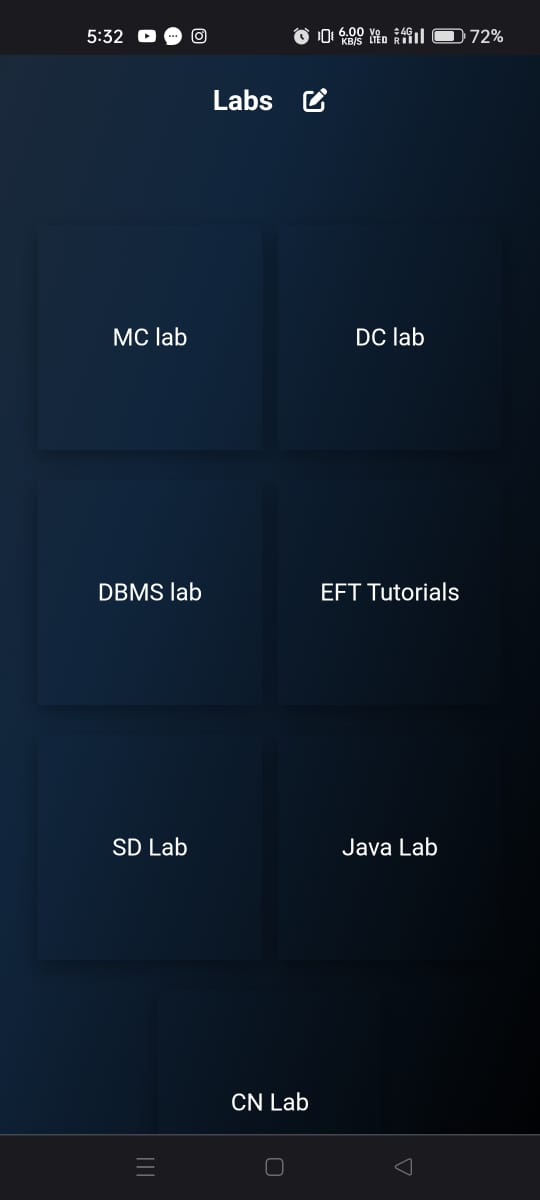 5:32 6.00 KB/S Vo LTE 4G R 72%
Labs
MC lab DC lab
DBMS lab EFT Tutorials
SD Lab Java Lab
CN Lab